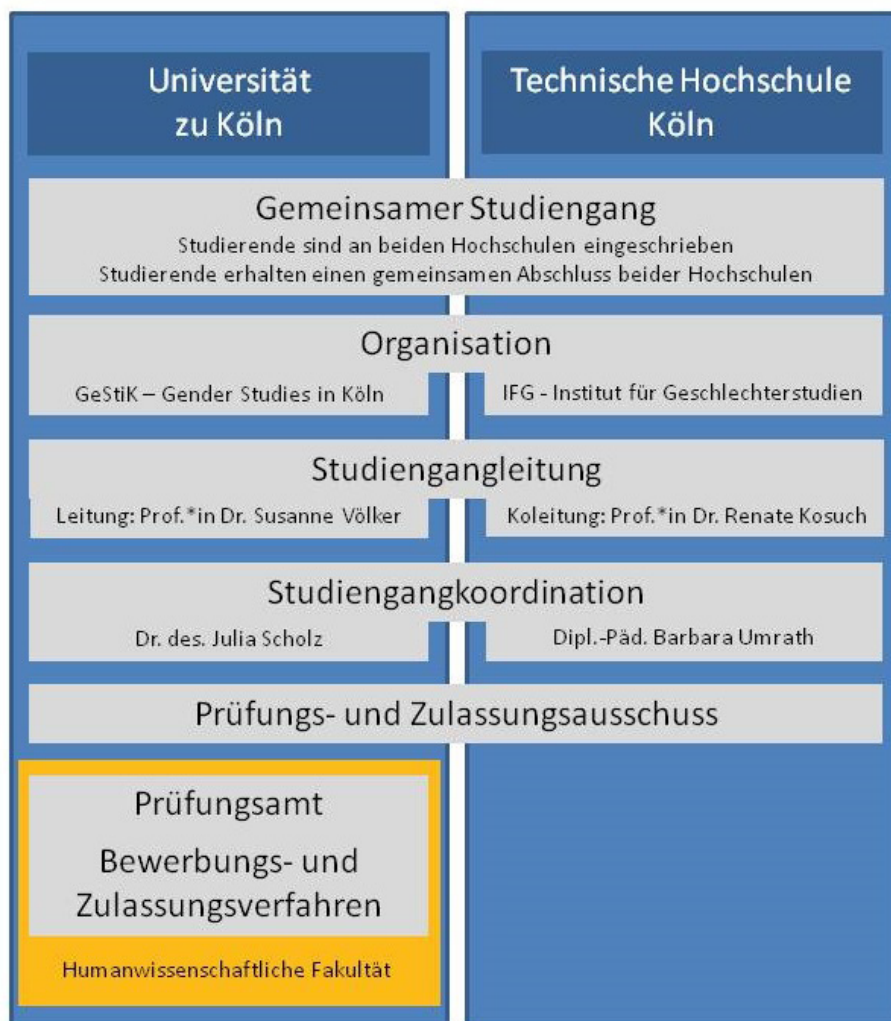 Universität
zu Köln
Technische Hochschule
Köln
Gemeinsamer Studiengang
Studierende sind an beiden Hochschulen eingeschrieben
Studierende erhalten einen gemeinsamen Abschluss beider Hochschulen
Organisation
GeStiK – Gender Studies in Köln
IFG - Institut für Geschlechterstudien
Studiengangleitung
Leitung: Prof.*in Dr. Susanne Völker
Koleitung: Prof.*in Dr. Renate Kosuch
Studiengangkoordination
Dr. des. Julia Scholz
Dipl.-Päd. Barbara Umrath
Prüfungs- und Zulassungsausschuss
Prüfungsamt
Bewerbungs- und
Zulassungsverfahren
Humanwissenschaftliche Fakultät